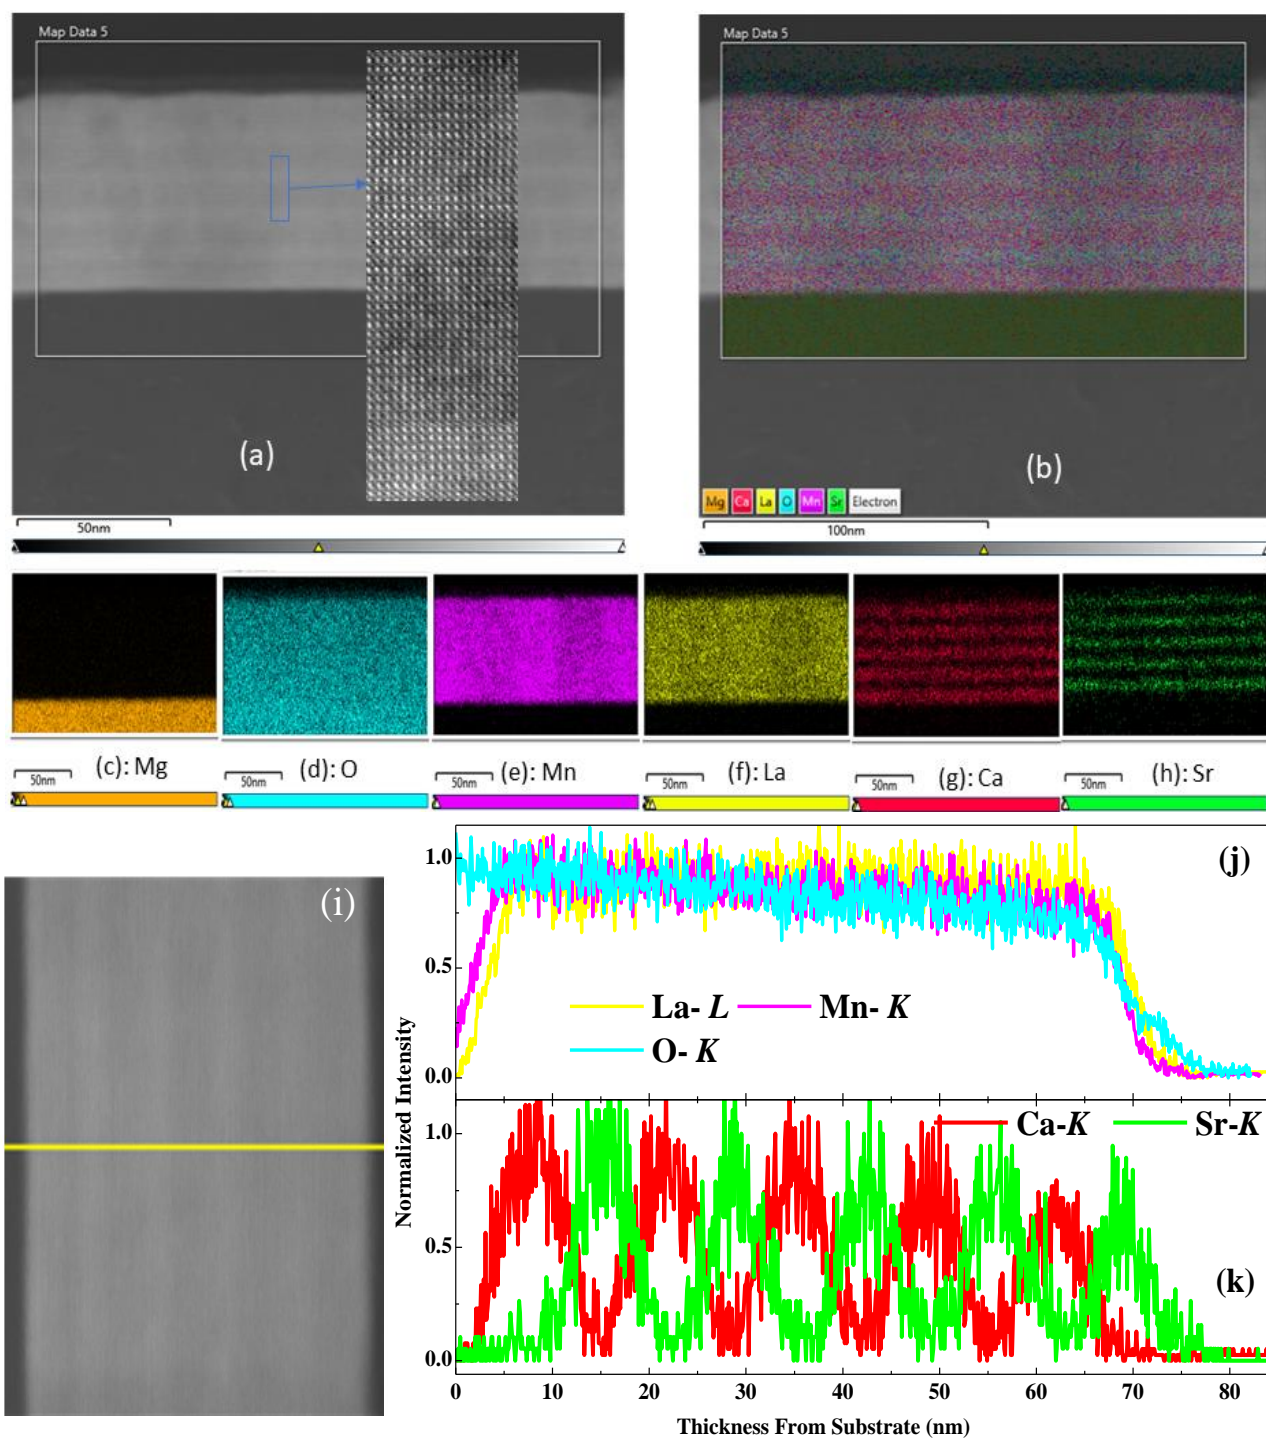 Map Data 5
(a)
50nm
Map Data 5
(b)
Mg Ca La O Mn Sr Electron
100nm
50nm
(c): Mg
50nm
(d): O
50nm
(e): Mn
50nm
(f): La
50nm
(g): Ca
50nm
(h): Sr
(i)
(j)
1.0
0.5
0.0
La- L
Mn- K
O- K
Normalized Intensity
Ca-K
Sr-K
1.0
0.5
0.0
(k)
0 10 20 30 40 50 60 70 80
Thickness From Substrate (nm)